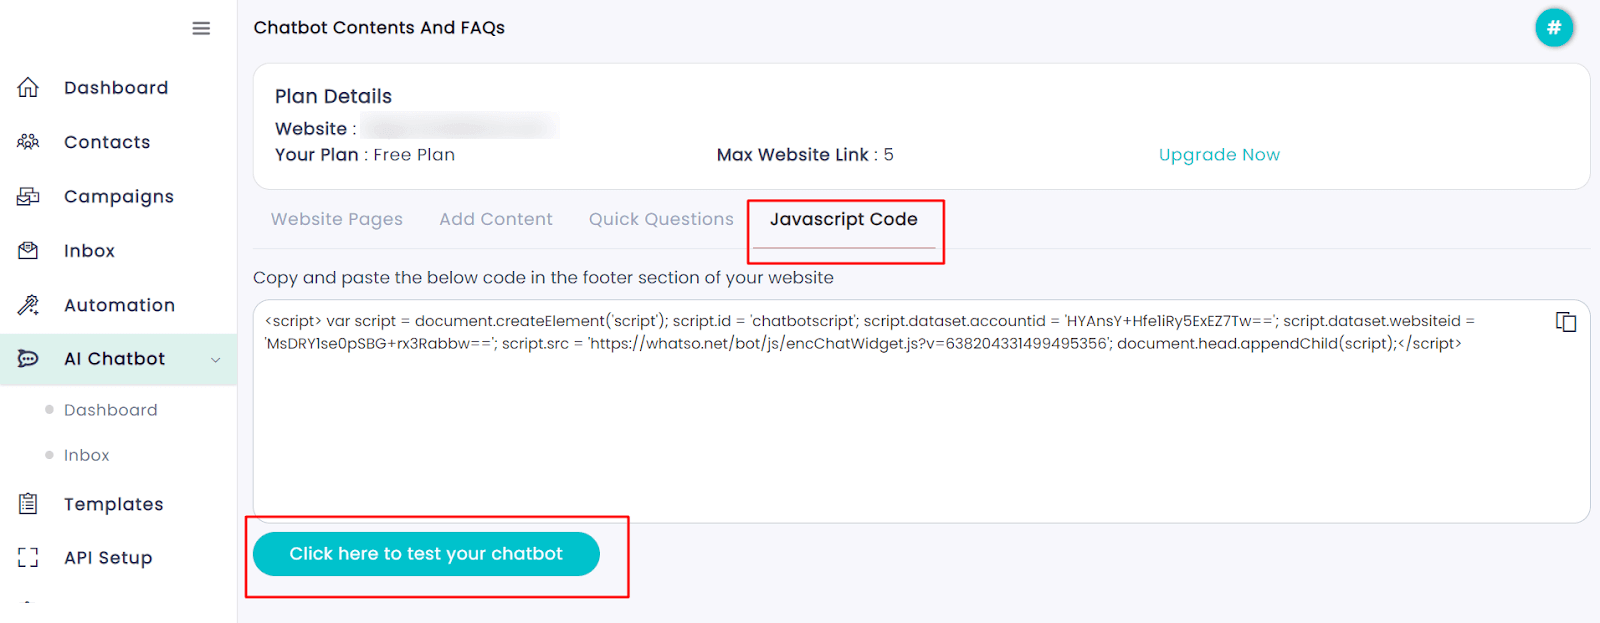 Chatbot Contents And FAQs
#
Dashboard
Contacts
Campaigns
Inbox
Automation
AI Chatbot
Dashboard
Inbox
Templates
API Setup
Plan Details
Website :
Your Plan : Free Plan
Max Website Link : 5
Upgrade Now
Website Pages
Add Content
Quick Questions
Javascript Code
Copy and paste the below code in the footer section of your website
<script> var script = document.createElement('script'); script.id = 'chatbotscript'; script.dataset.accountid = 'HYAnsY+Hfe1iRy5ExEZ7Tw=='; script.dataset.websiteid =
'MsDRY1se0pSBG+rx3Rabbw=='; script.src = 'https://whatso.net/bot/js/encChatWidget.js?v=638204331499495356'; document.head.appendChild(script);</script>
Click here to test your chatbot